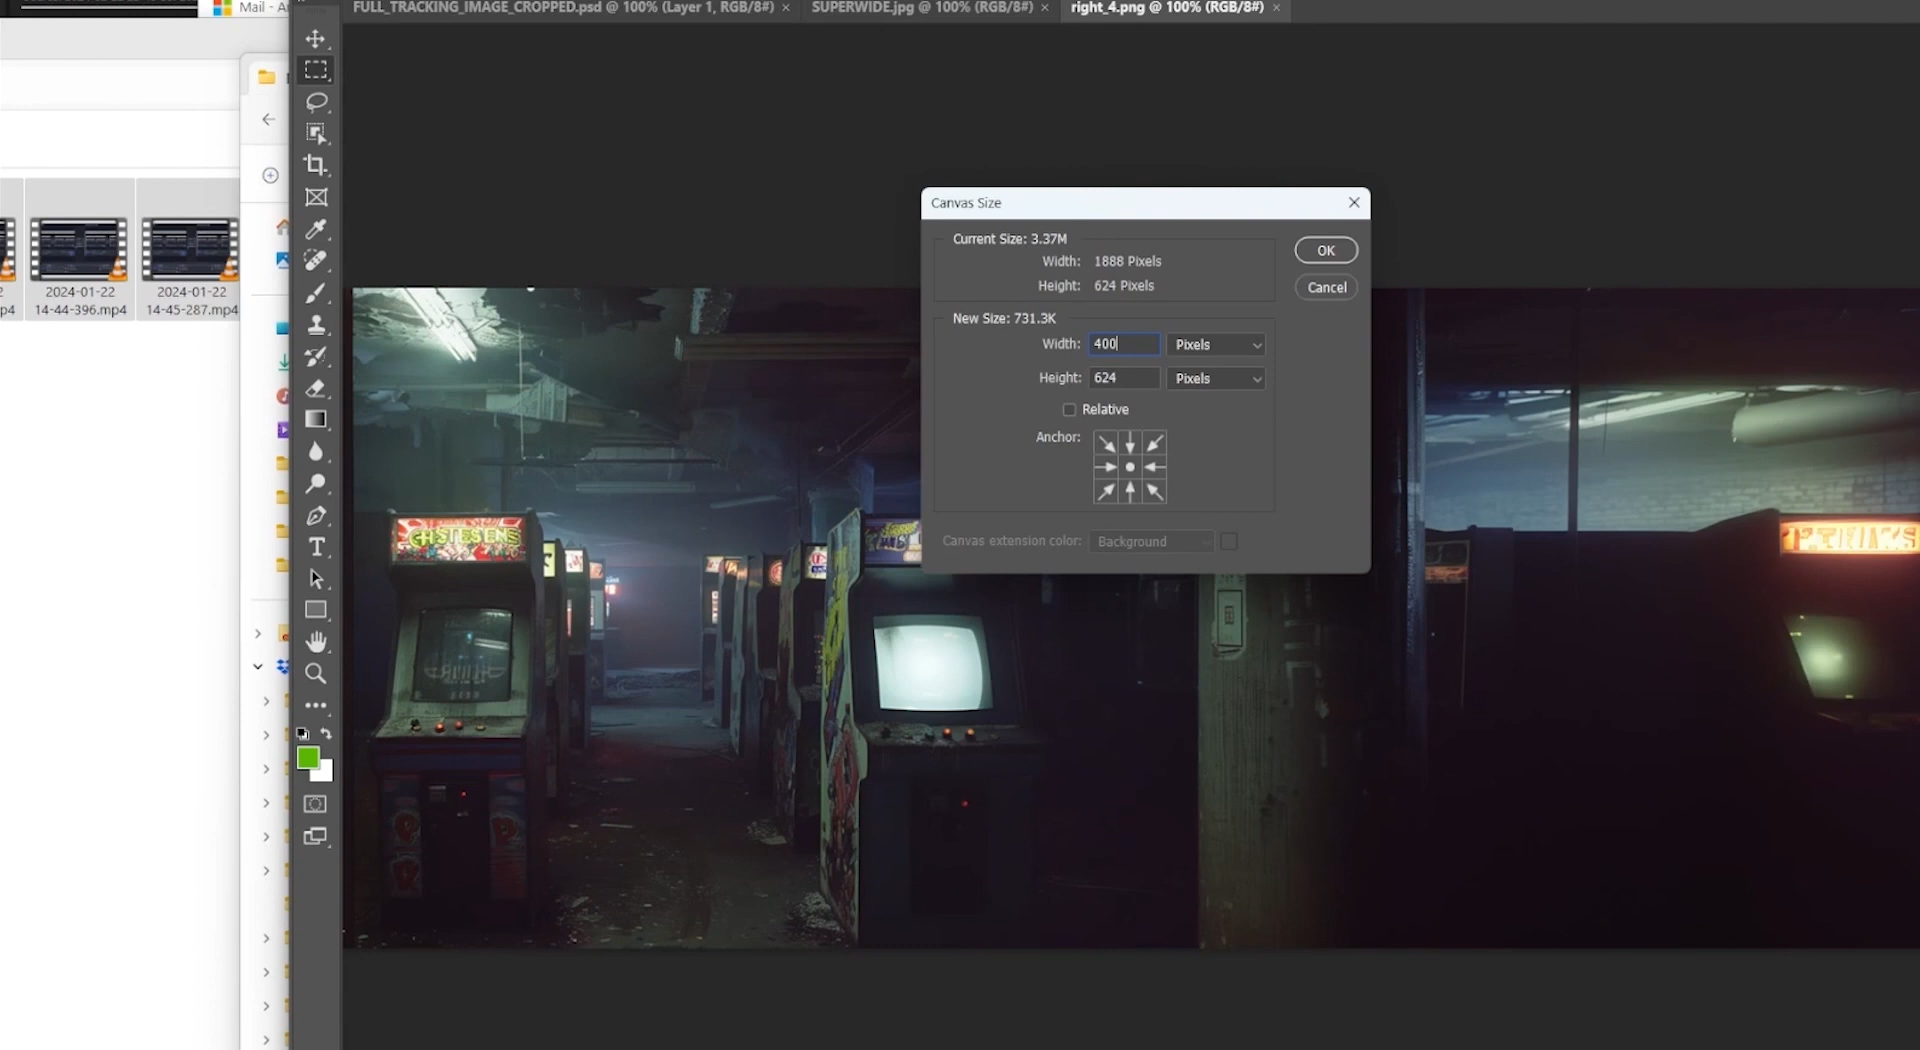 Mail - A
FULL_TRACKING_IMAGE_CROPPED.psd @ 100% (Layer 1, RGB/8#) ×
SUPERWIDE.jpg @ 100% (RGB/8#) ×
right_4.png @ 100% (RGB/8#) ×
Canvas Size
Current Size: 3.37M
Width: 1888 Pixels
Height: 624 Pixels
OK
Cancel
New Size: 731.3K
Width: 400 Pixels
Height: 624 Pixels
Relative
Anchor:
Canvas extension color: Background
2024-01-22
14-44-396.mp4
2024-01-22
14-45-287.mp4
p4